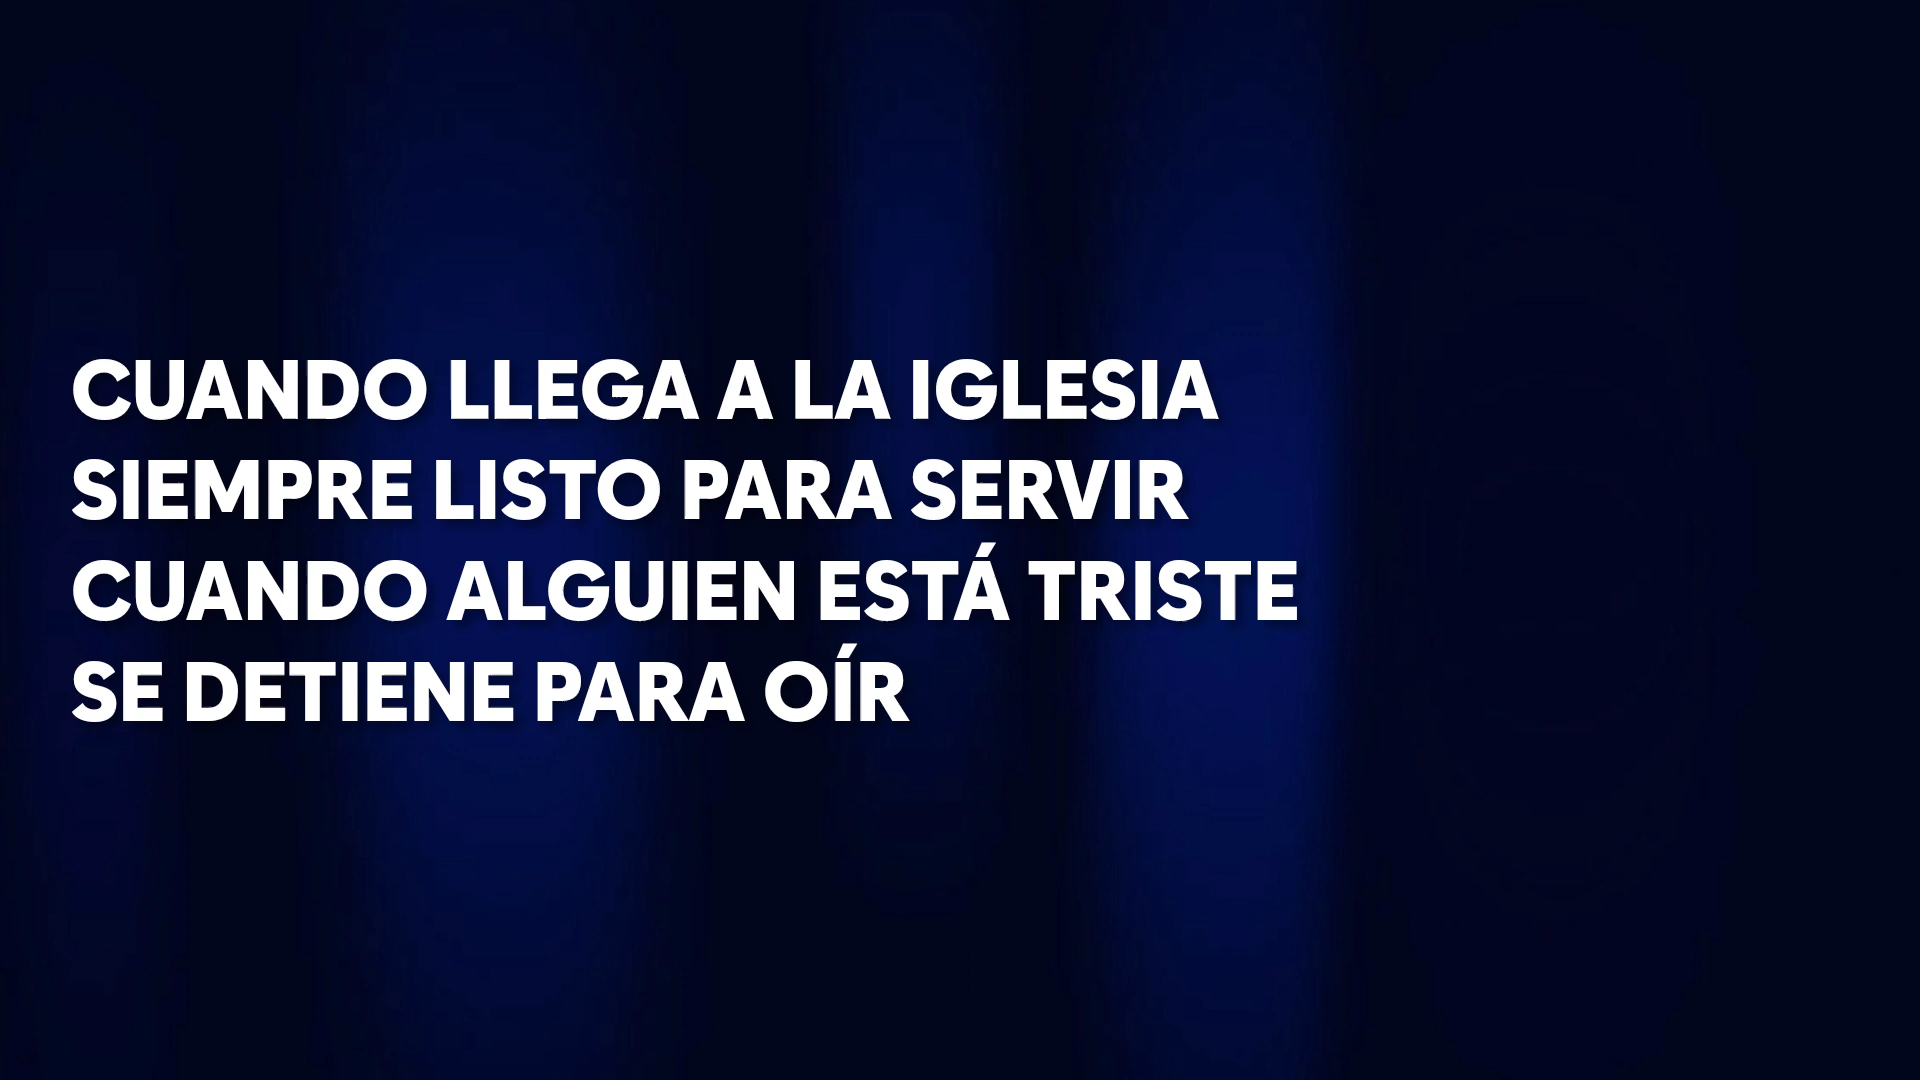 CUANDO LLEGA A LA IGLESIA
SIEMPRE LISTO PARA SERVIR
CUANDO ALGUIEN ESTÁ TRISTE
SE DETIENE PARA OÍR